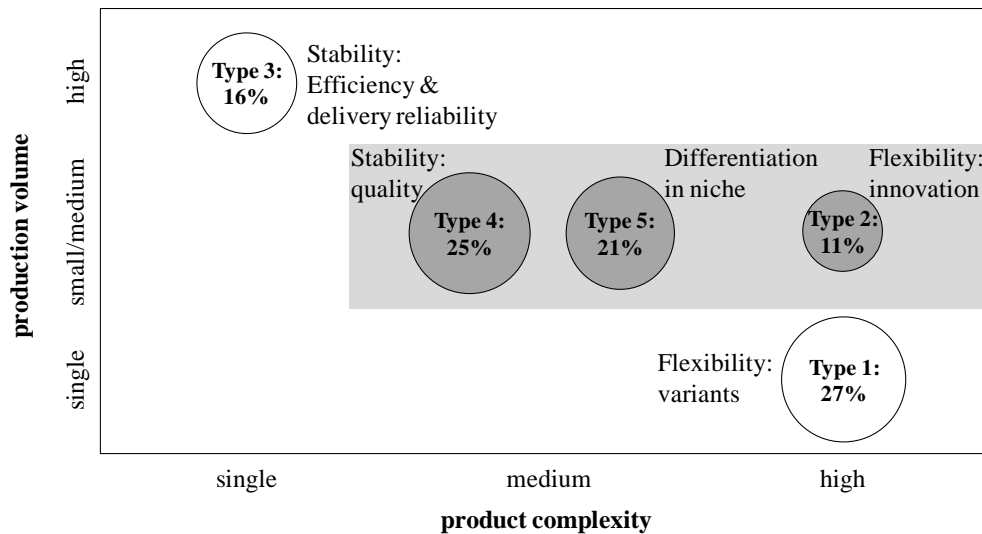 production volume
high
small/medium
single
Type 3:
16%
Stability:
Efficiency &
delivery reliability
Stability:
quality
Type 4:
25%
Type 5:
21%
Differentiation
in niche
Flexibility:
innovation
Type 2:
11%
Flexibility:
variants
Type 1:
27%
single
medium
high
product complexity